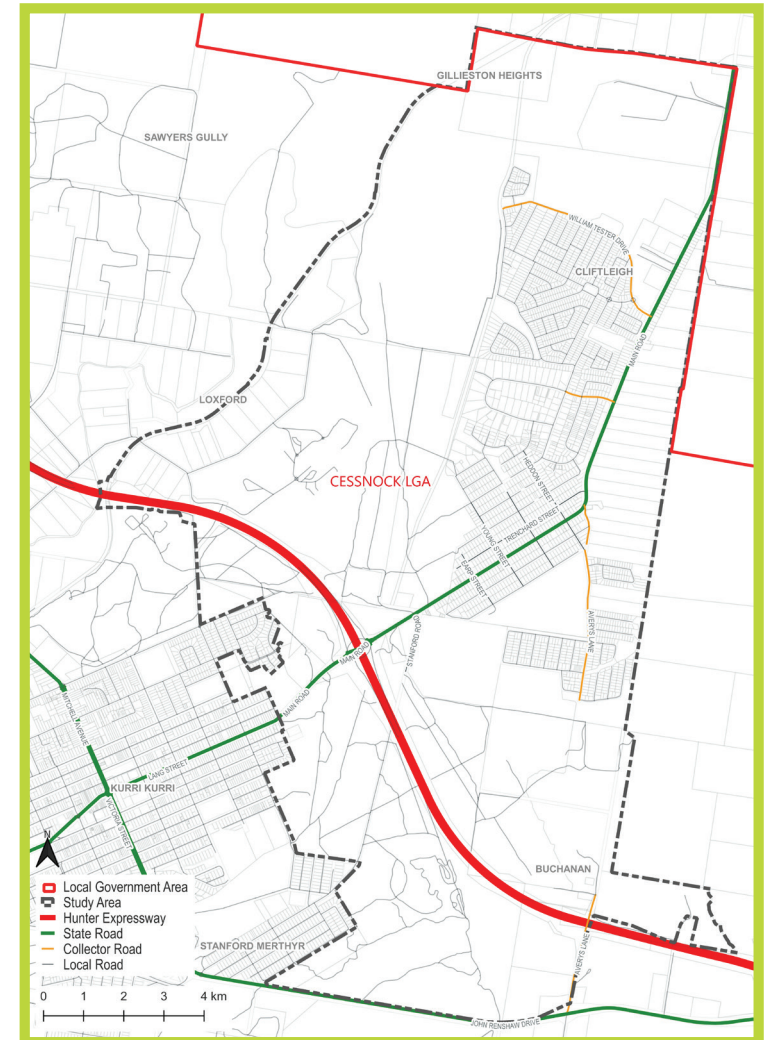 GILLIESTON HEIGHTS
SAWYERS GULLY
WILLIAM TESTER DRIVE
CLIFTLEIGH
MAIN ROAD
LOXFORD
CESSNOCK LGA
HEDDON STREET
TRENCHARD STREET
YOUNG STREET
EARP STREET
AVERYS LANE
STANFORD ROAD
MAIN ROAD
MAIN ROAD
MITCHELL AVENUE
LANG STREET
KURRI KURRI
VICTORIA STREET
N
BUCHANAN
Local Government Area
Study Area
Hunter Expressway
State Road
Collector Road
Local Road
STANFORD MERTHYR
AVERYS LANE
0 1 2 3 4 km
JOHN RENSHAW DRIVE